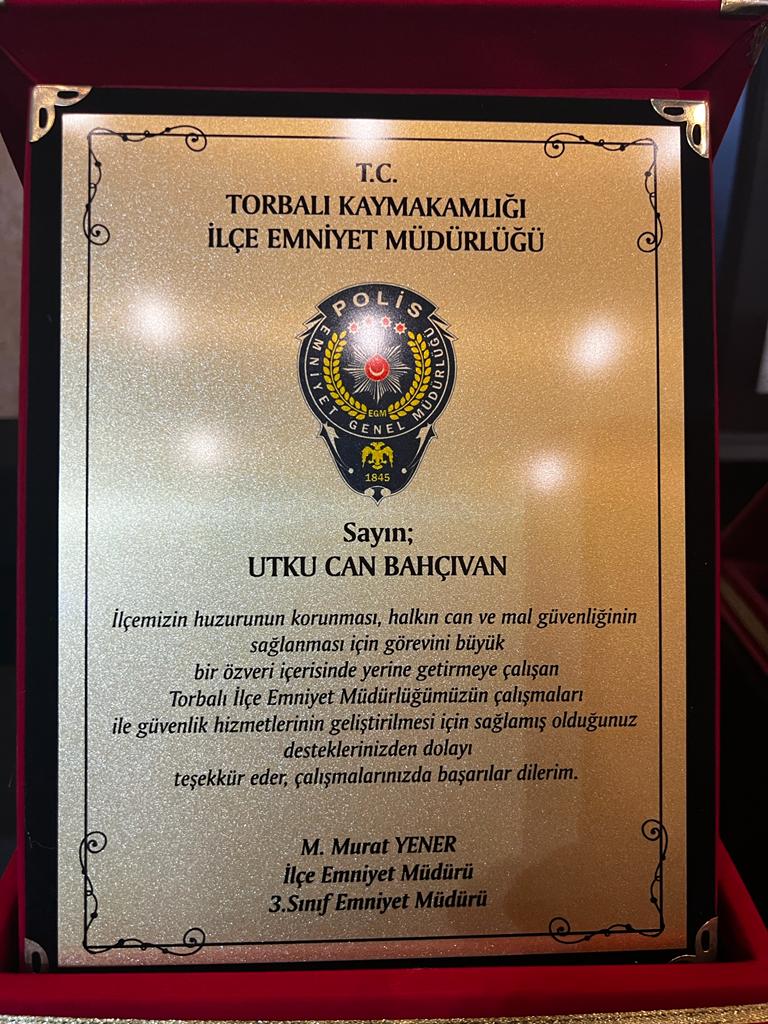 T.C.
TORBALI KAYMAKAMLIĞI
İLÇE EMNİYET MÜDÜRLÜĞÜ
POLİS
EMNİYET GENEL MÜDÜRLÜĞÜ
EGM
1845
Sayın;
UTKU CAN BAHÇIVAN
İlçemizin huzurunun korunması, halkın can ve mal güvenliğinin
sağlanması için görevini büyük
bir özveri içerisinde yerine getirmeye çalışan
Torbalı İlçe Emniyet Müdürlüğümüzün çalışmaları
ile güvenlik hizmetlerinin geliştirilmesi için sağlamış olduğunuz
desteklerinizden dolayı
teşekkür eder, çalışmalarınızda başarılar dilerim.
M. Murat YENER
İlçe Emniyet Müdürü
3.Sınıf Emniyet Müdürü